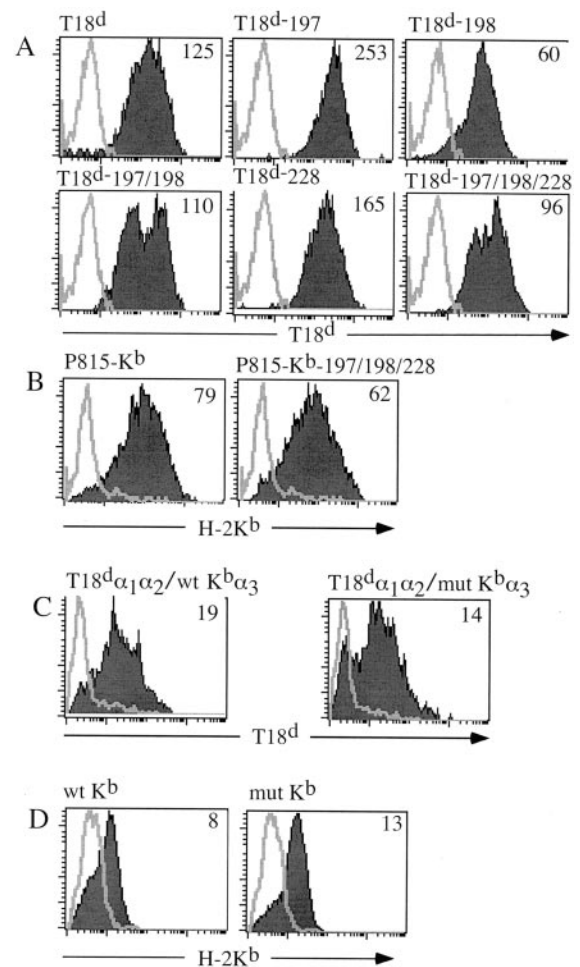 A T18ᵈ T18ᵈ-197 T18ᵈ-198
125 253 60
T18ᵈ-197/198 T18ᵈ-228 T18ᵈ-197/198/228
110 165 96
T18ᵈ
B P815-Kᵇ P815-Kᵇ-197/198/228
79 62
H-2Kᵇ
C T18ᵈα₁α₂/wt Kᵇα₃ T18ᵈα₁α₂/mut Kᵇα₃
19 14
T18ᵈ
D wt Kᵇ mut Kᵇ
8 13
H-2Kᵇ